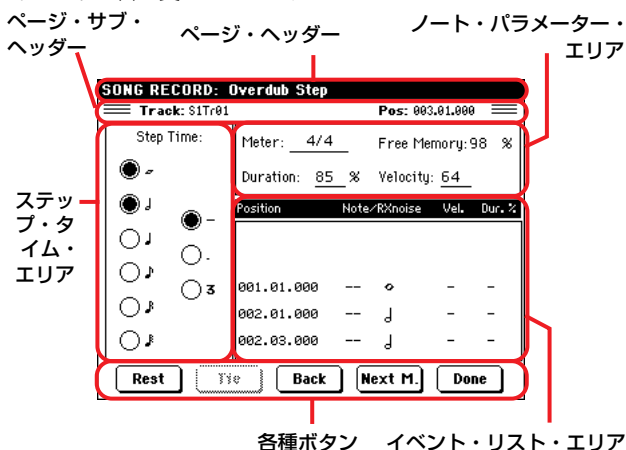 ページ・サブ・
ヘッダー
ページ・ヘッダー
ノート・パラメーター・
エリア
SONG RECORD: Overdub Step
Track: S1Tr01 Pos: 003.01.000
Step Time:
Meter: 4/4 Free Memory:98 %
Duration: 85 % Velocity: 64
ステッ
プ・タ
イム・
エリア
Position Note/RXnoise Vel. Dur.%
3
001.01.000 -- - -
002.01.000 -- - -
002.03.000 -- - -
Rest Tie Back Next M. Done
各種ボタン イベント・リスト・エリア